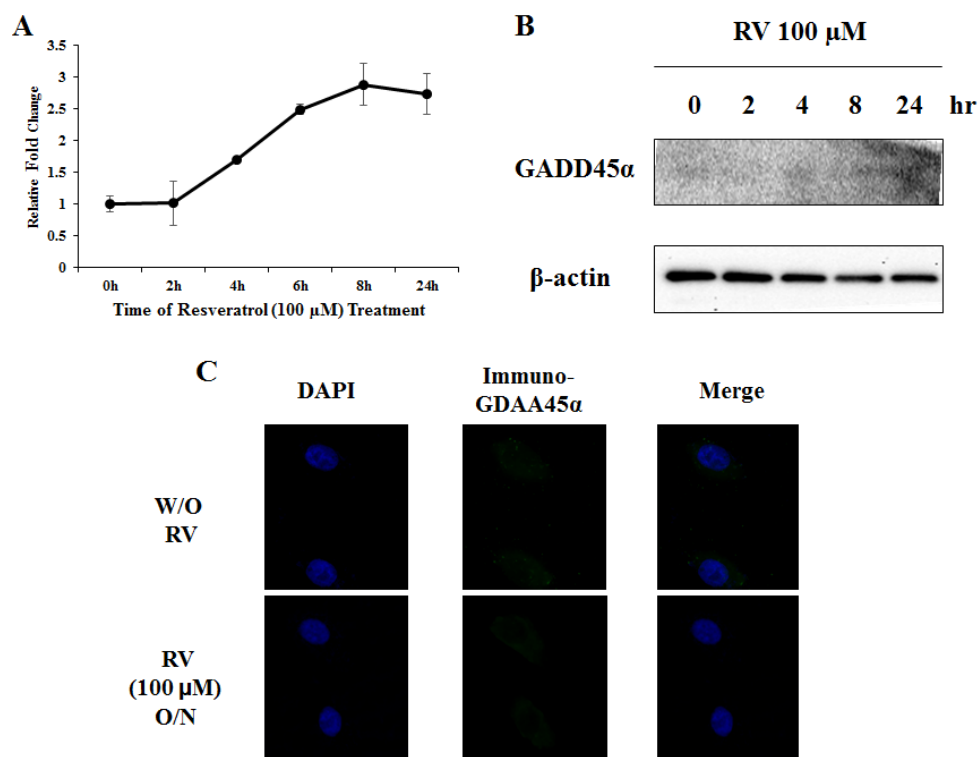 A
3.5
3
2.5
2
1.5
1
0.5
0
Relative Fold Change
0h 2h 4h 6h 8h 24h
Time of Resveratrol (100 µM) Treatment
B
RV 100 µM
0 2 4 8 24 hr
GADD45α
β-actin
C
DAPI
Immuno-
GDAA45α
Merge
W/O
RV
RV
(100 µM)
O/N